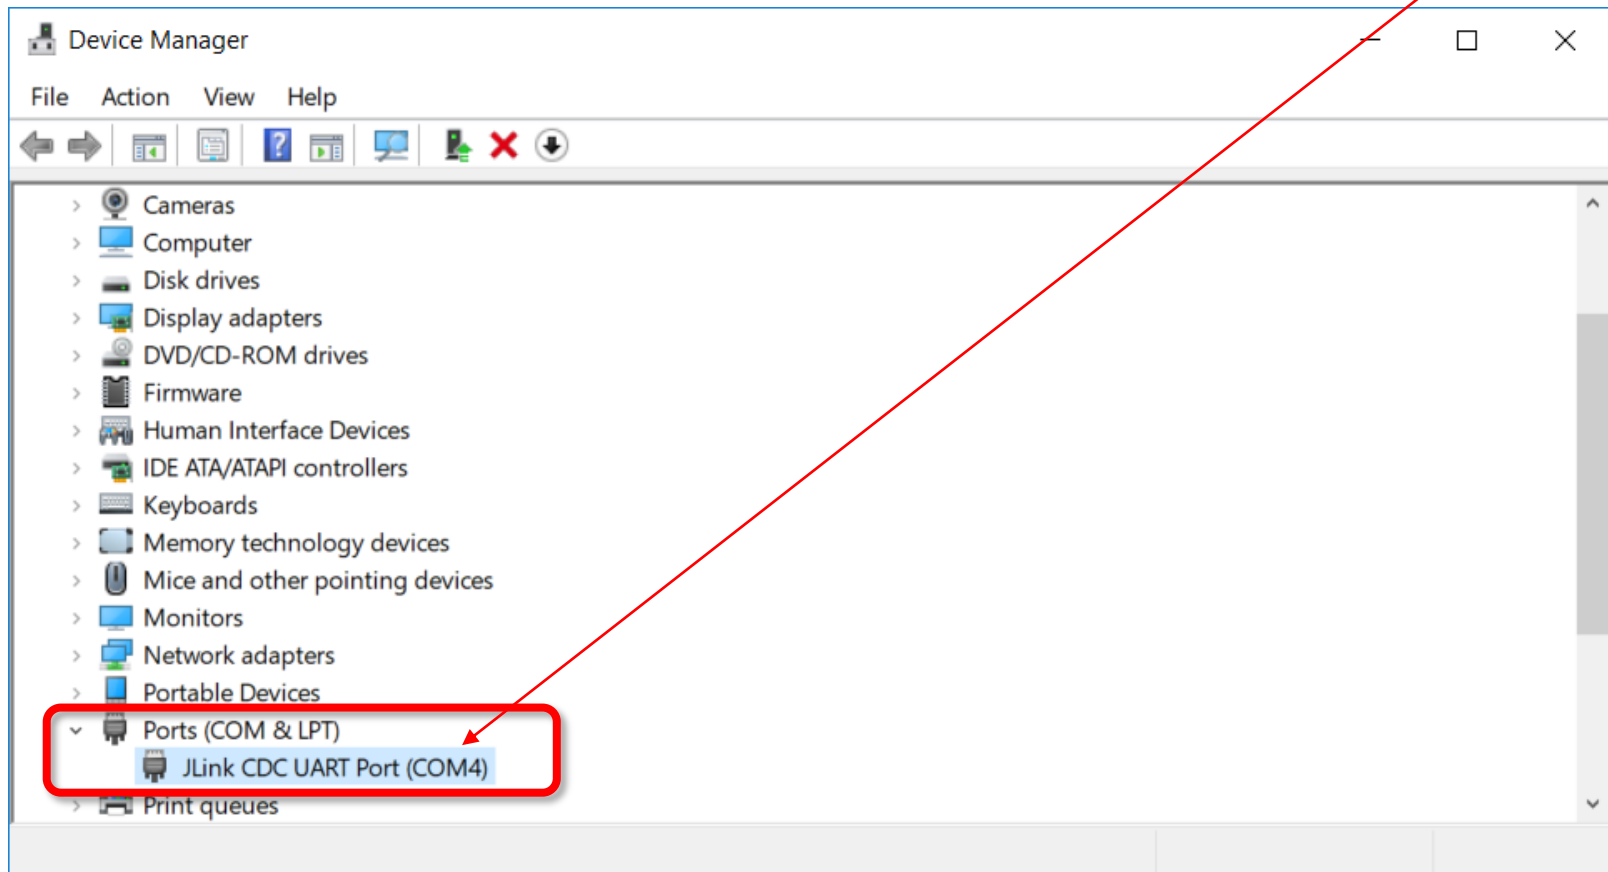 Device Manager
File Action View Help
Cameras
Computer
Disk drives
Display adapters
DVD/CD-ROM drives
Firmware
Human Interface Devices
IDE ATA/ATAPI controllers
Keyboards
Memory technology devices
Mice and other pointing devices
Monitors
Network adapters
Portable Devices
Ports (COM & LPT)
JLink CDC UART Port (COM4)
Print queues